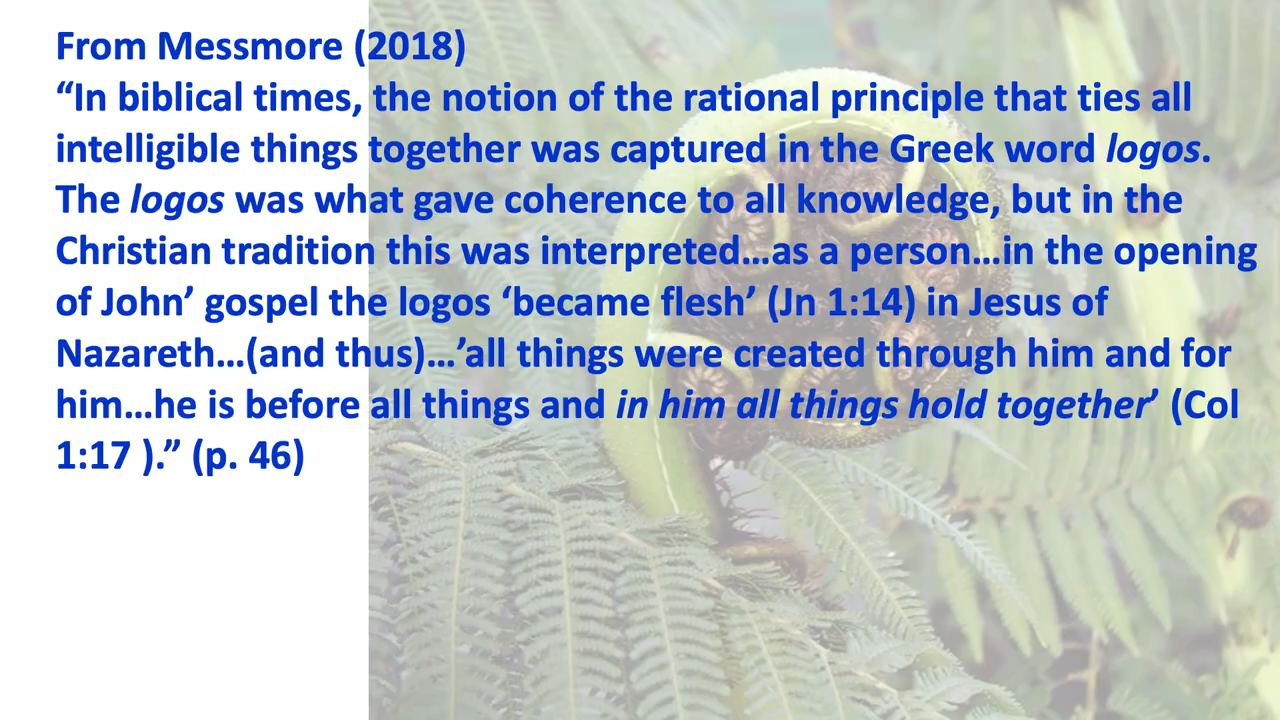 From Messmore (2018)
“In biblical times, the notion of the rational principle that ties all
intelligible things together was captured in the Greek word logos.
The logos was what gave coherence to all knowledge, but in the
Christian tradition this was interpreted…as a person…in the opening
of John’ gospel the logos ‘became flesh’ (Jn 1:14) in Jesus of
Nazareth…(and thus)…’all things were created through him and for
him…he is before all things and in him all things hold together’ (Col
1:17 ).” (p. 46)